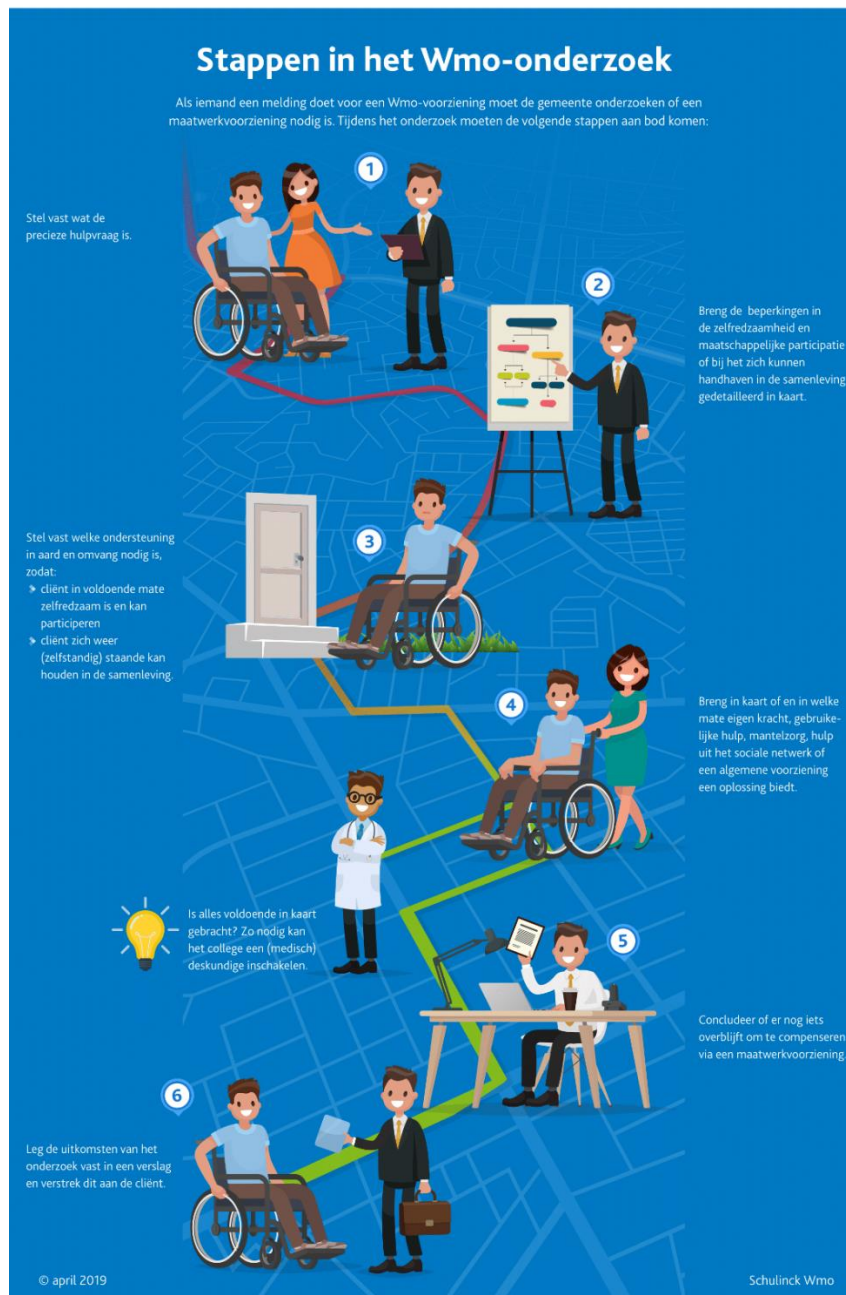 Stappen in het Wmo-onderzoek
Als iemand een melding doet voor een Wmo-voorziening moet de gemeente onderzoeken of een
maatwerkvoorziening nodig is. Tijdens het onderzoek moeten de volgende stappen aan bod komen:
1
Stel vast wat de
precieze hulpvraag is.
2
Breng de beperkingen in
de zelfredzaamheid en
maatschappelijke participatie
of bij het zich kunnen
handhaven in de samenleving
gedetailleerd in kaart.
3
Stel vast welke ondersteuning
in aard en omvang nodig is,
zodat:
cliënt in voldoende mate
zelfredzaam is en kan
participeren
cliënt zich weer
(zelfstandig) staande kan
houden in de samenleving.
4
Breng in kaart of en in welke
mate eigen kracht, gebruike-
lijke hulp, mantelzorg, hulp
uit het sociale netwerk of
een algemene voorziening
een oplossing biedt.
Is alles voldoende in kaart
gebracht? Zo nodig kan
het college een (medisch)
deskundige inschakelen.
5
Concludeer of er nog iets
overblijft om te compenseren
via een maatwerkvoorziening.
6
Leg de uitkomsten van het
onderzoek vast in een verslag
en verstrek dit aan de cliënt.
© april 2019
Schulinck Wmo